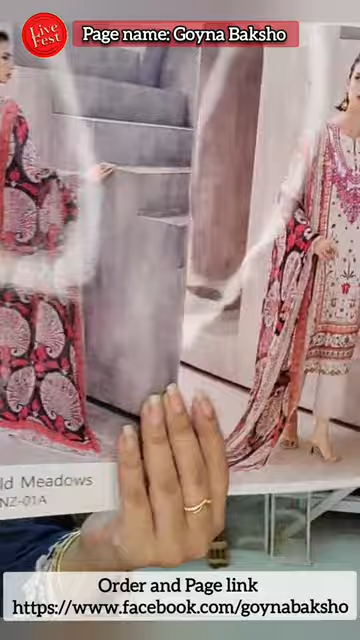 Live
Fest
Page name: Goyna Baksho
ld Meadows
NZ-01A
Order and Page link
https://www.facebook.com/goynabaksho